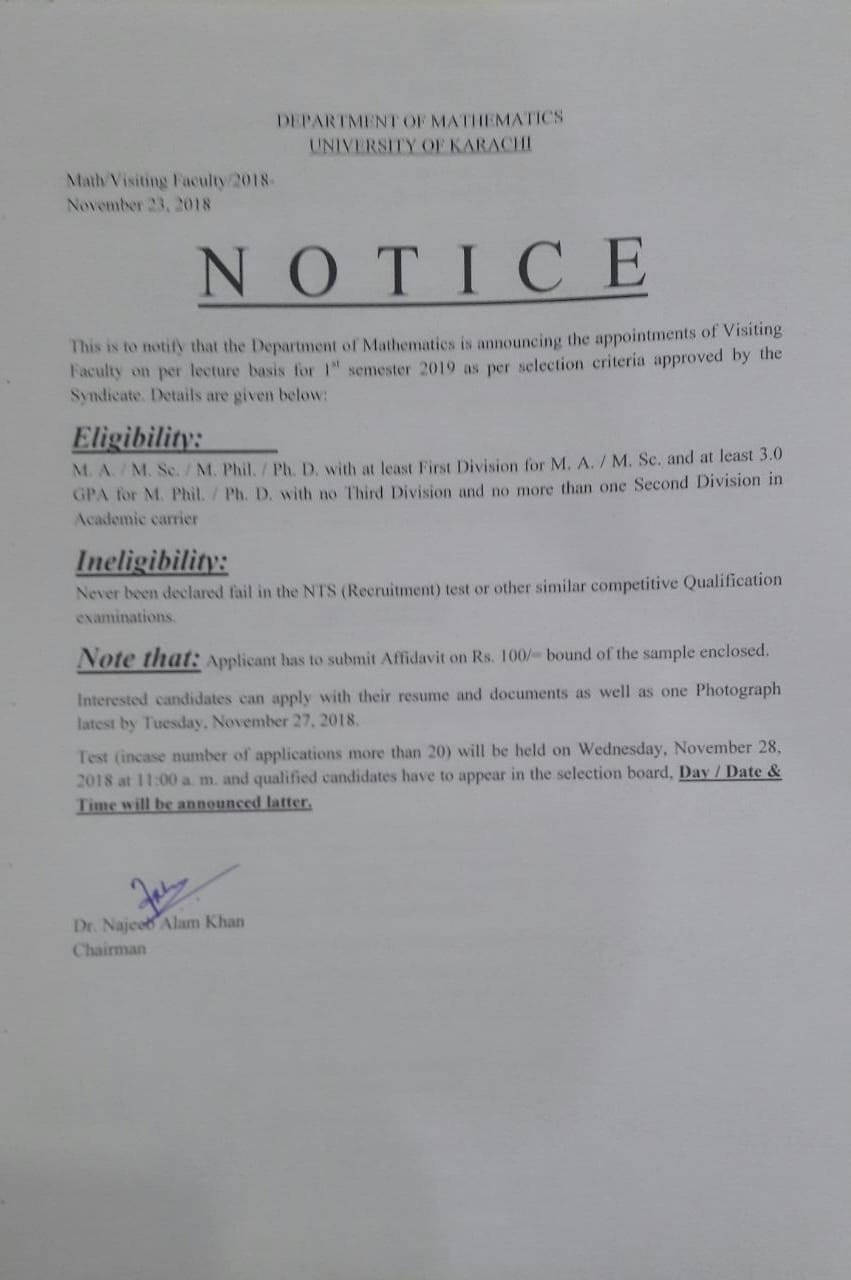 DEPARTMENT OF MATHEMATICS
UNIVERSITY OF KARACHI
Math/Visiting Faculty/2018-
November 23, 2018
N O T I C E
This is to notify that the Department of Mathematics is announcing the appointments of Visiting
Faculty on per lecture basis for 1st semester 2019 as per selection criteria approved by the
Syndicate. Details are given below:
Eligibility:
M. A. / M. Sc. / M. Phil. / Ph. D. with at least First Division for M. A. / M. Sc. and at least 3.0
GPA for M. Phil. / Ph. D. with no Third Division and no more than one Second Division in
Academic carrier
Ineligibility:
Never been declared fail in the NTS (Recruitment) test or other similar competitive Qualification
examinations.
Note that: Applicant has to submit Affidavit on Rs. 100/= bound of the sample enclosed.
Interested candidates can apply with their resume and documents as well as one Photograph
latest by Tuesday, November 27, 2018.
Test (incase number of applications more than 20) will be held on Wednesday, November 28,
2018 at 11:00 a. m. and qualified candidates have to appear in the selection board, Day / Date &
Time will be announced latter.
Dr. Najeeb Alam Khan
Chairman